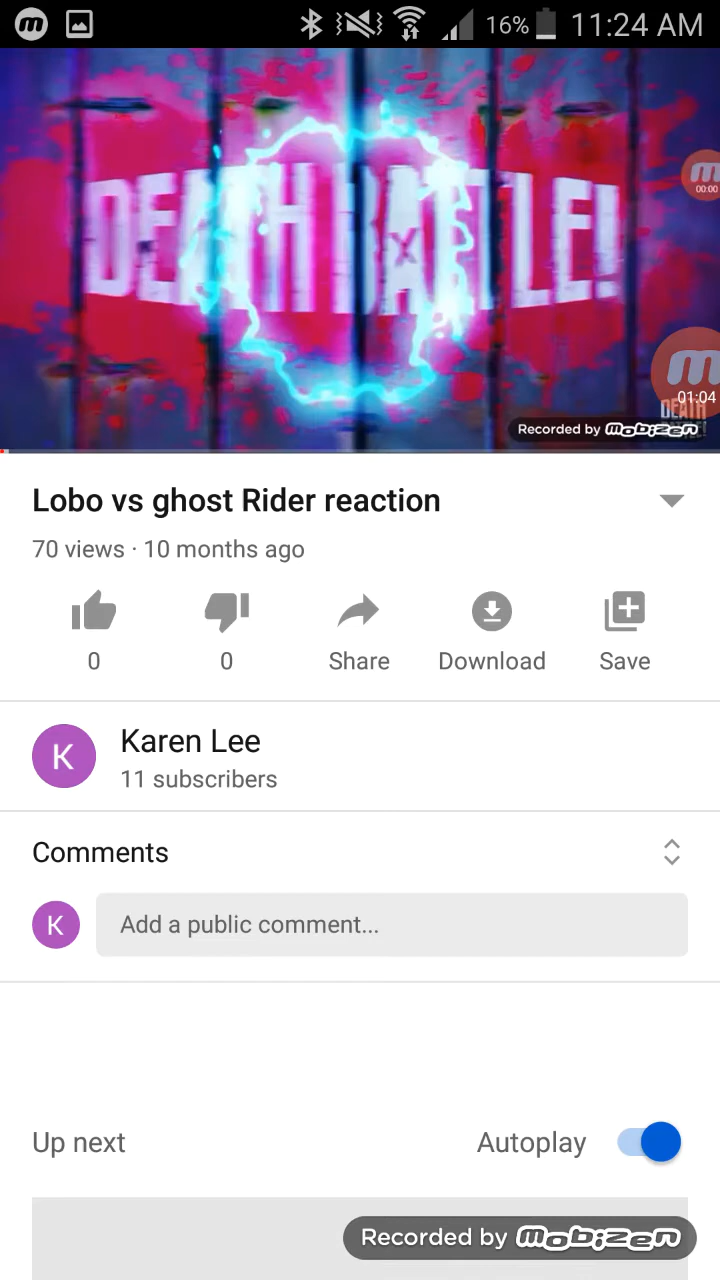 16% 11:24 AM
DEATH BATTLE!
00:00
01:04
DEATH
BATTLE!
Recorded by mobizen
Lobo vs ghost Rider reaction
70 views · 10 months ago
0
0
Share
Download
Save
K
Karen Lee
11 subscribers
Comments
K
Add a public comment...
Up next
Autoplay
Recorded by mobizen